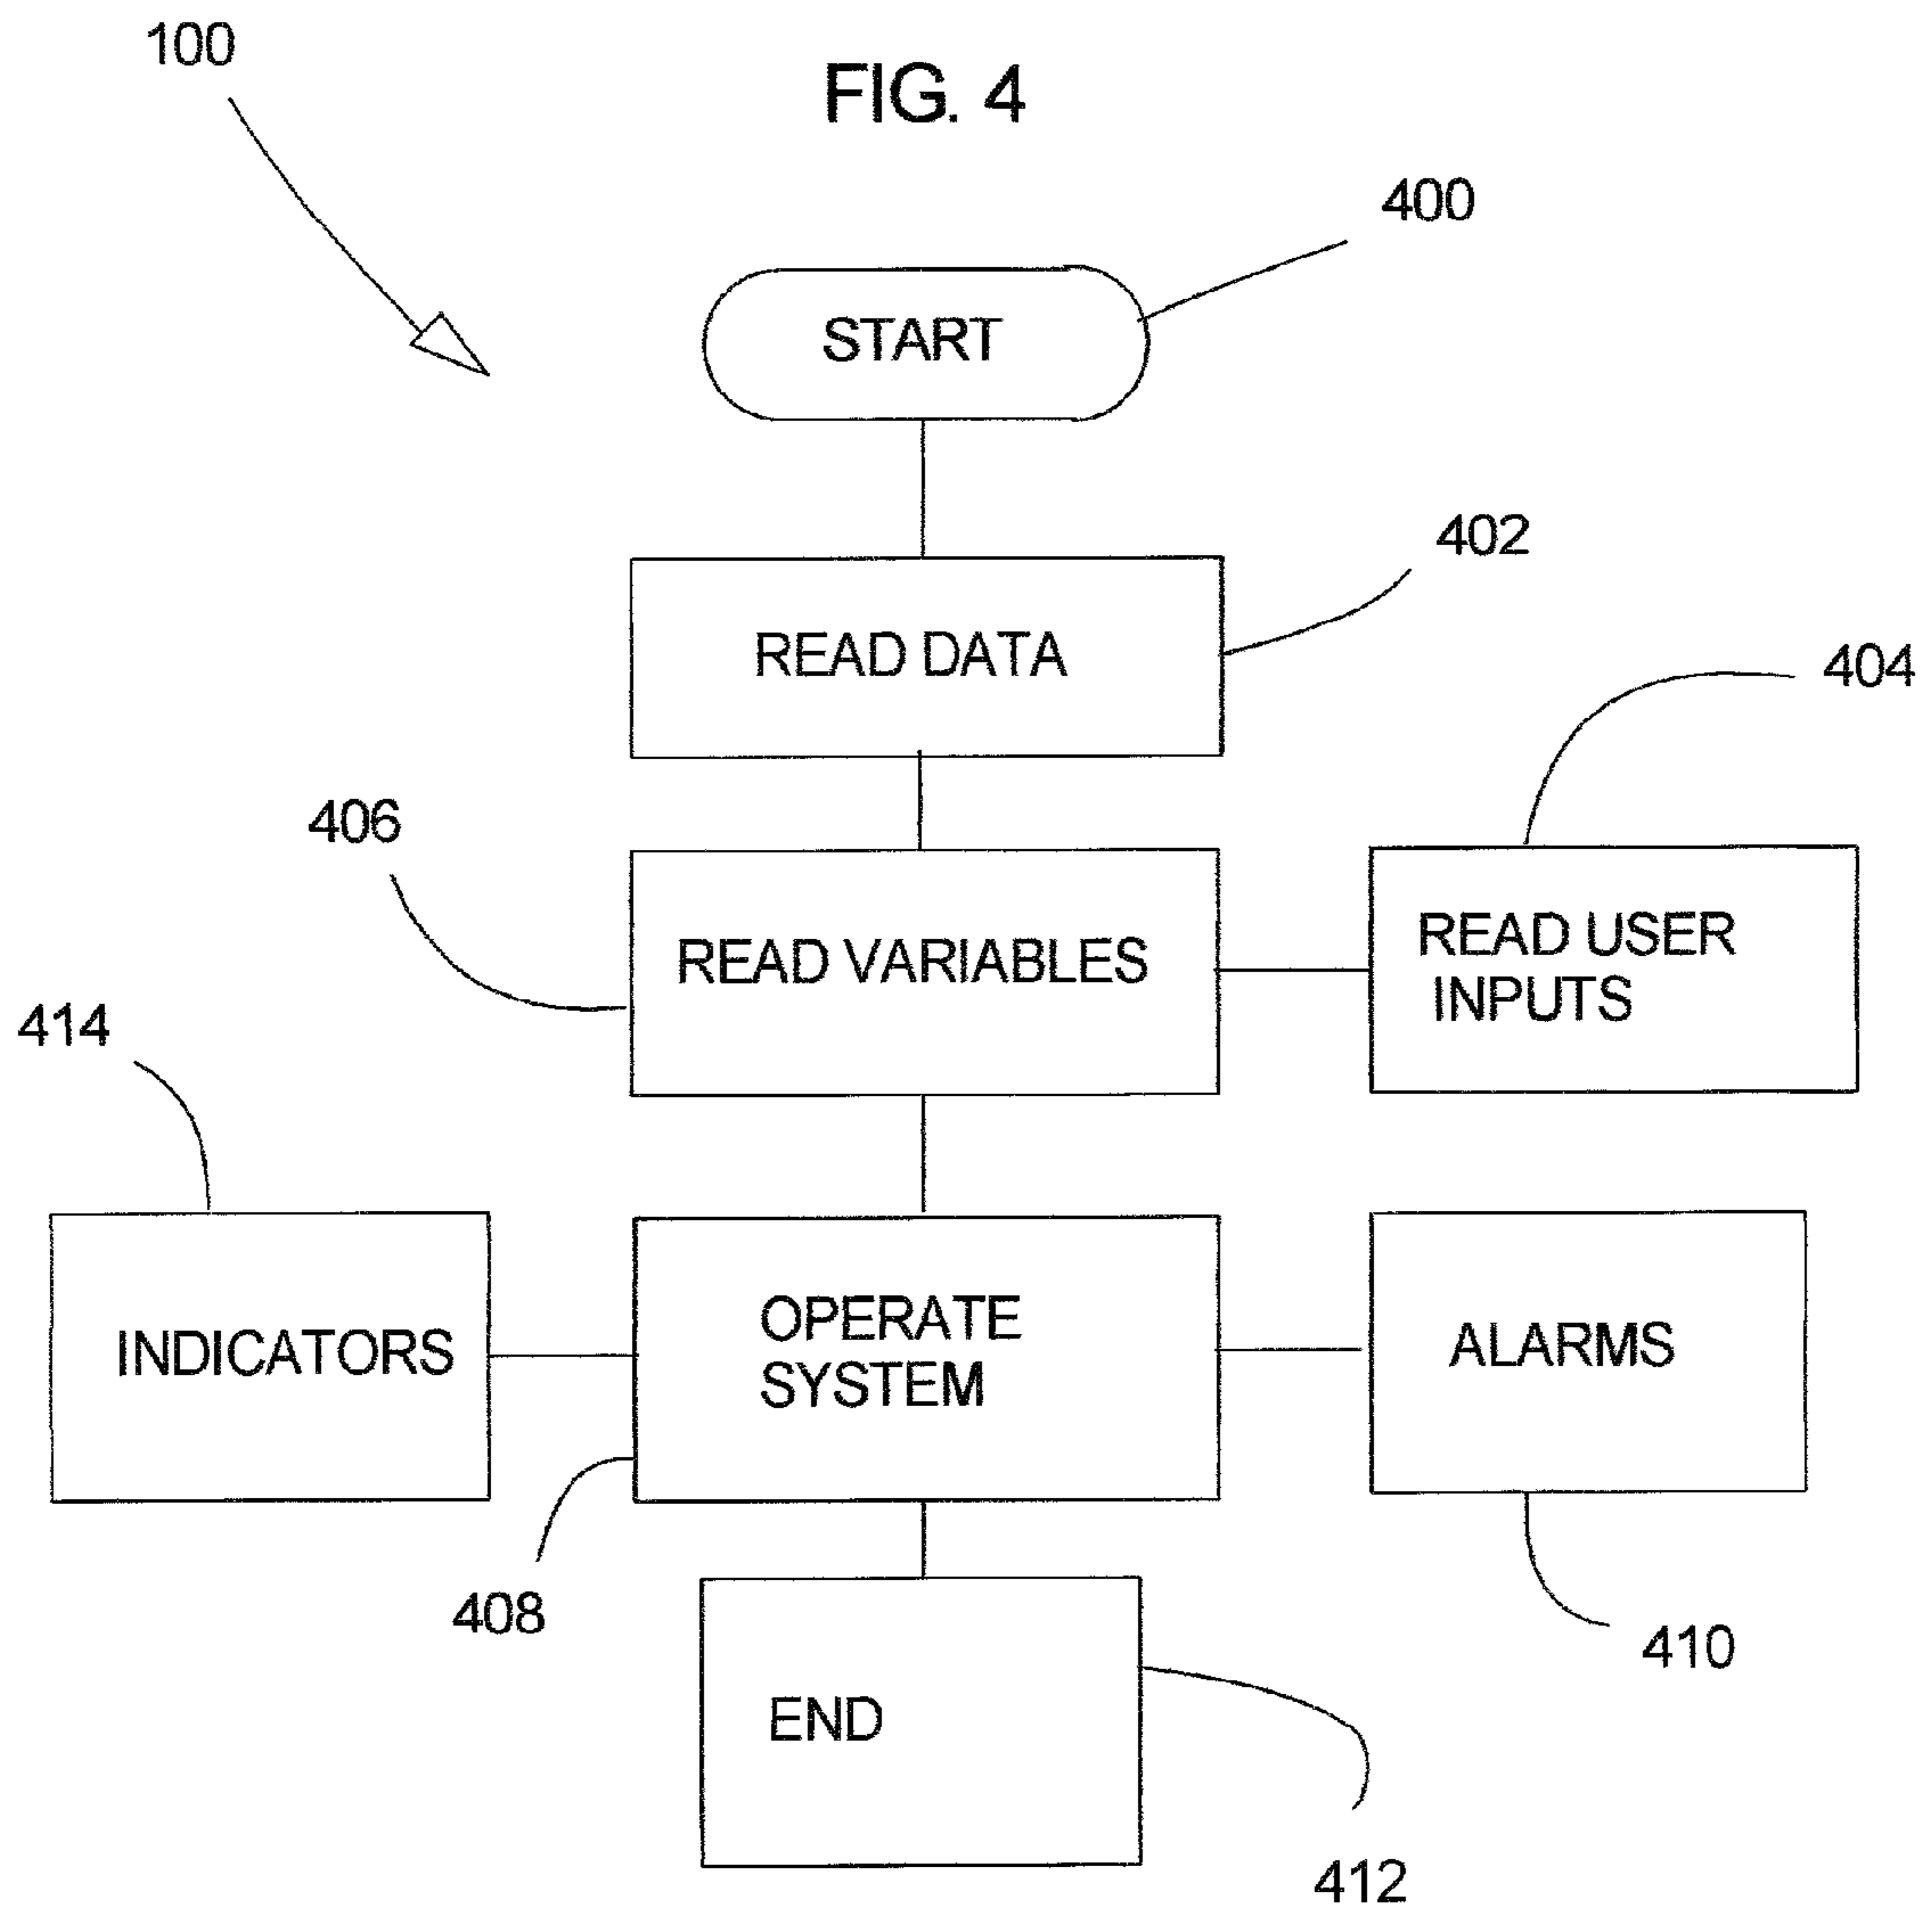 100
FIG. 4
400
START
402
READ DATA
404
406
READ VARIABLES
READ USER
INPUTS
414
INDICATORS
OPERATE
SYSTEM
ALARMS
408
410
END
412